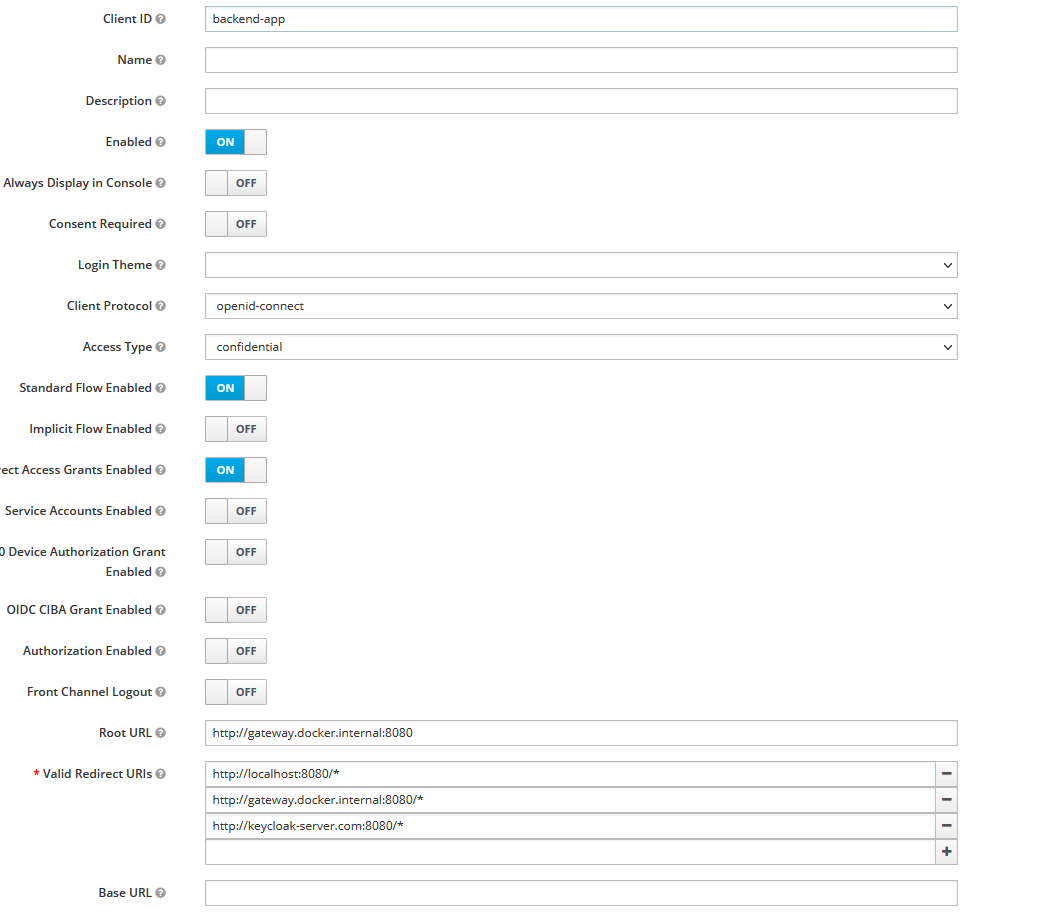 Client ID
backend-app
Name
Description
Enabled
ON
Always Display in Console
OFF
Consent Required
OFF
Login Theme
Client Protocol
openid-connect
Access Type
confidential
Standard Flow Enabled
ON
Implicit Flow Enabled
OFF
rect Access Grants Enabled
ON
Service Accounts Enabled
OFF
0 Device Authorization Grant
Enabled
OFF
OIDC CIBA Grant Enabled
OFF
Authorization Enabled
OFF
Front Channel Logout
OFF
Root URL
http://gateway.docker.internal:8080
* Valid Redirect URIs
http://localhost:8080/*
http://gateway.docker.internal:8080/*
http://keycloak-server.com:8080/*
Base URL